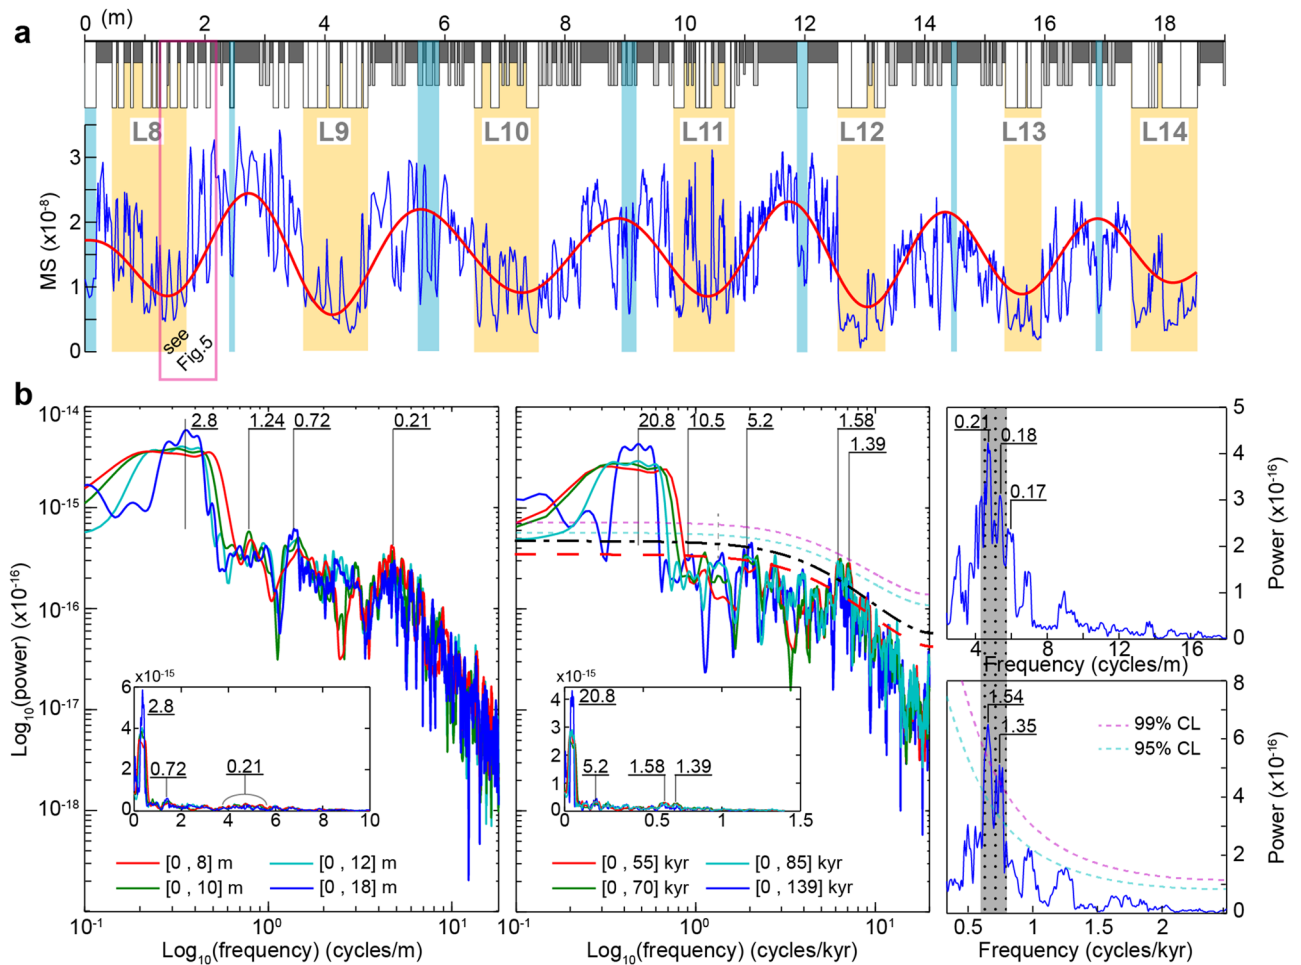 a
0 (m) 2 4 6 8 10 12 14 16 18
L8 L9 L10 L11 L12 L13 L14
MS (x10-8)
3
2
1
0
see
Fig.5
b
Log10(power) (x10-16)
10-14
10-15
10-16
10-17
10-18
2.8 1.24 0.72 0.21
x10-15
6
4
2
0
2.8
0.72 0.21
0 2 4 6 8 10
[0 , 8] m [0 , 12] m
[0 , 10] m [0 , 18] m
10-1 100 101
Log10(frequency) (cycles/m)
20.8 10.5 5.2 1.58
1.39
x10-15
4
3
2
1
0
20.8
5.2 1.58 1.39
0 0.5 1 1.5
[0 , 55] kyr [0 , 85] kyr
[0 , 70] kyr [0 , 139] kyr
10-1 100 101
Log10(frequency) (cycles/kyr)
0.21
0.18
0.17
5
4
3
2
1
0
Power (x10-16)
4 8 12 16
Frequency (cycles/m)
1.54
1.35
99% CL
95% CL
8
6
4
2
0
Power (x10-16)
0.5 1 1.5 2
Frequency (cycles/kyr)